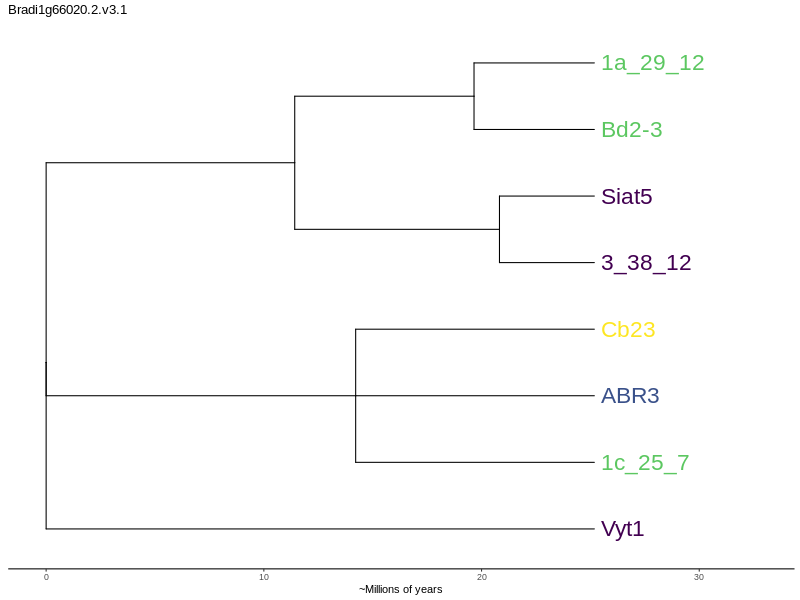 Bradi1g66020.2.v3.1
1a_29_12
Bd2-3
Siat5
3_38_12
Cb23
ABR3
1c_25_7
Vyt1
0 10 20 30
~Millions of years